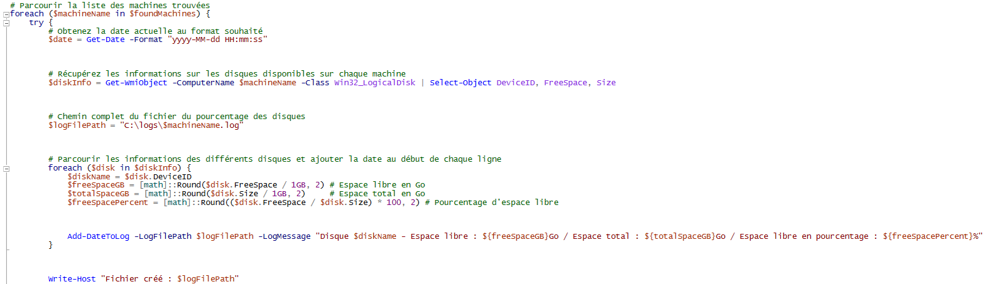 # Parcourir la liste des machines trouvées
foreach ($machineName in $foundMachines) {
try {
# Obtenez la date actuelle au format souhaité
$date = Get-Date -Format "yyyy-MM-dd HH:mm:ss"
# Récupérez les informations sur les disques disponibles sur chaque machine
$diskInfo = Get-WmiObject -ComputerName $machineName -Class Win32_LogicalDisk | Select-Object DeviceID, FreeSpace, Size
# Chemin complet du fichier du pourcentage des disques
$logFilePath = "C:\logs\$machineName.log"
# Parcourir les informations des différents disques et ajouter la date au début de chaque ligne
foreach ($disk in $diskInfo) {
$diskName = $disk.DeviceID
$freeSpaceGB = [math]::Round($disk.FreeSpace / 1GB, 2) # Espace libre en Go
$totalSpaceGB = [math]::Round($disk.Size / 1GB, 2)     # Espace total en Go
$freeSpacePercent = [math]::Round(($disk.FreeSpace / $disk.Size) * 100, 2) # Pourcentage d'espace libre
Add-DateToLog -LogFilePath $logFilePath -LogMessage "Disque $diskName - Espace libre : ${freeSpaceGB}Go / Espace total : ${totalSpaceGB}Go / Espace libre en pourcentage : ${freeSpacePercent}%"
}
Write-Host "Fichier créé : $logFilePath"